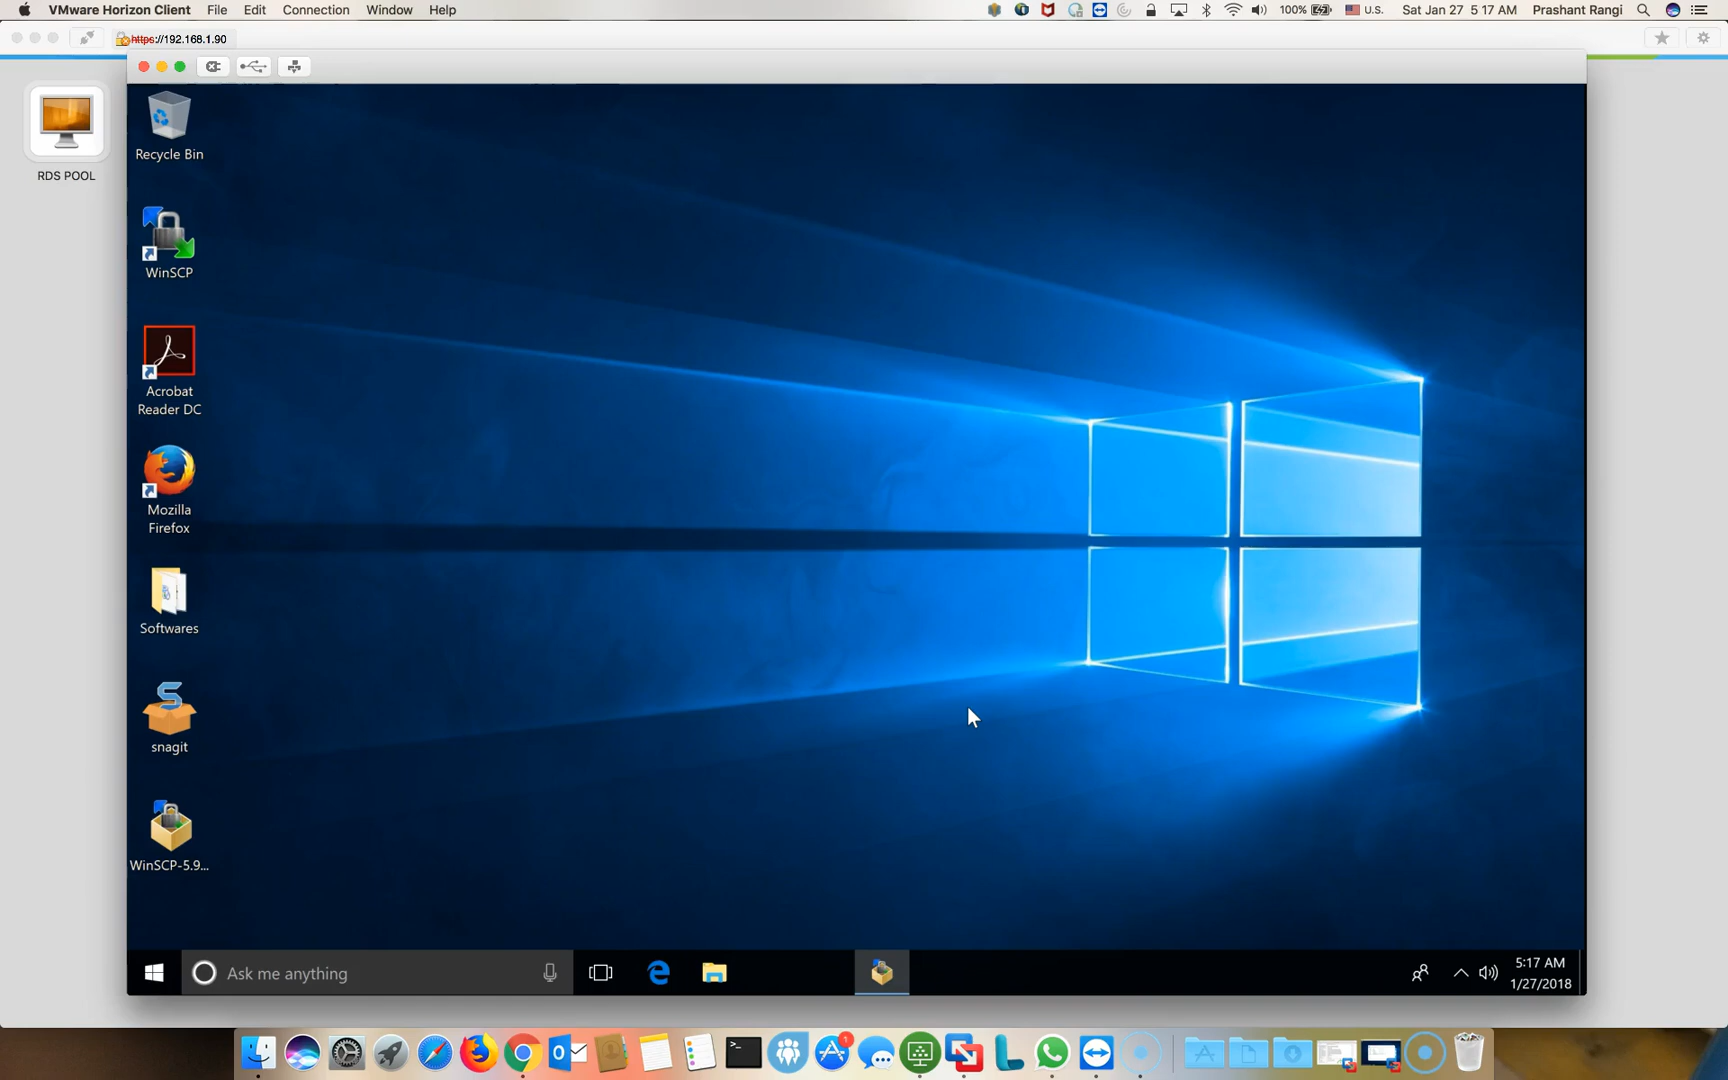 VMware Horizon Client File Edit Connection Window Help
100% U.S. Sat Jan 27 5:17 AM Prashant Rangi
https://192.168.1.90
RDS POOL
Recycle Bin
WinSCP
Acrobat
Reader DC
Mozilla
Firefox
Softwares
snagit
WinSCP-5.9...
Ask me anything
5:17 AM
1/27/2018
1